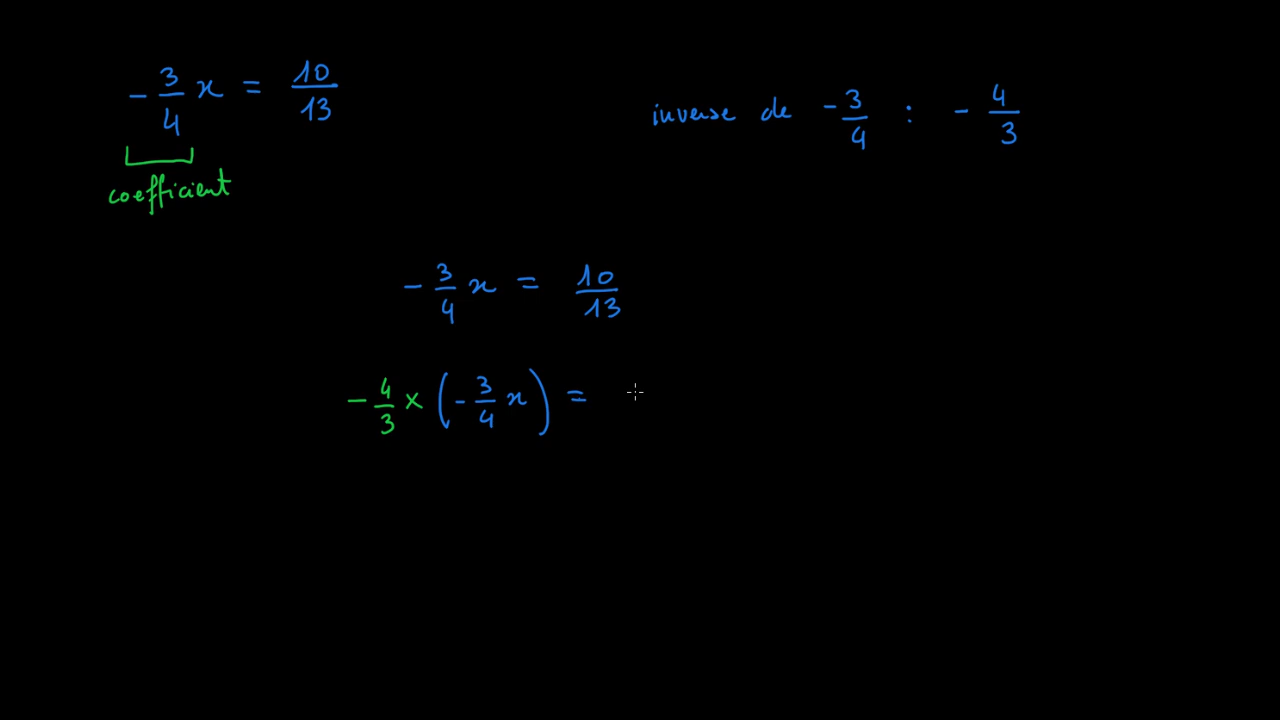 -3/4 x = 10/13
coefficient
inverse de -3/4 : -4/3
-3/4 x = 10/13
-4/3 × (-3/4 x) =